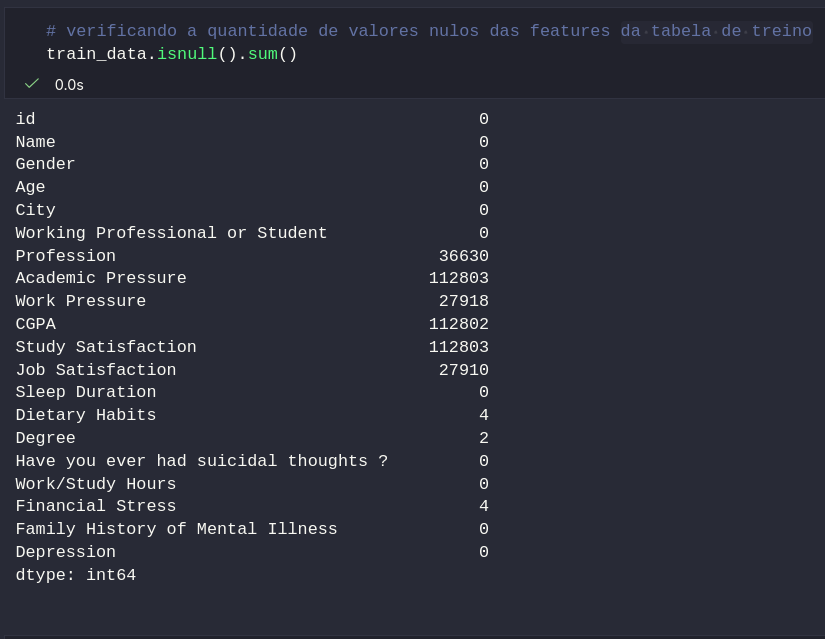 # verificando a quantidade de valores nulos das features da tabela de treino
train_data.isnull().sum()
0.0s
id 0
Name 0
Gender 0
Age 0
City 0
Working Professional or Student 0
Profession 36630
Academic Pressure 112803
Work Pressure 27918
CGPA 112802
Study Satisfaction 112803
Job Satisfaction 27910
Sleep Duration 0
Dietary Habits 4
Degree 2
Have you ever had suicidal thoughts ? 0
Work/Study Hours 0
Financial Stress 4
Family History of Mental Illness 0
Depression 0
dtype: int64